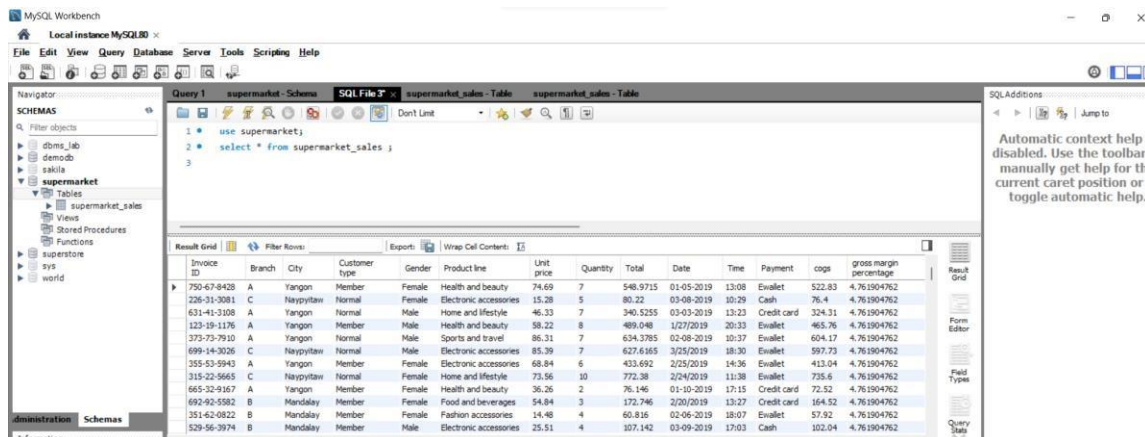 MySQL Workbench
Local instance MySQL80 ×
File Edit View Query Database Server Tools Scripting Help
Navigator
SCHEMAS
Filter objects
dbms_lab
demodb
sakila
supermarket
Tables
supermarket_sales
Views
Stored Procedures
Functions
superstore
sys
world
Administration Schemas
Query 1 supermarket - Schema SQL File 3* × supermarket_sales - Table supermarket_sales - Table
Don't Limit
1 use supermarket;
2 select * from supermarket_sales ;
3
Result Grid Filter Rows: Export: Wrap Cell Content:
Invoice ID Branch City Customer type Gender Product line Unit price Quantity Total Date Time Payment cogs gross margin percentage
750-67-8428 A Yangon Member Female Health and beauty 74.69 7 548.9715 01-05-2019 13:08 Ewallet 522.83 4.761904762
226-31-3081 C Naypyitaw Normal Female Electronic accessories 15.28 5 80.22 03-08-2019 10:29 Cash 76.4 4.761904762
631-41-3108 A Yangon Normal Male Home and lifestyle 46.33 7 340.5255 03-03-2019 13:23 Credit card 324.31 4.761904762
123-19-1176 A Yangon Member Male Health and beauty 58.22 8 489.048 1/27/2019 20:33 Ewallet 465.76 4.761904762
373-73-7910 A Yangon Normal Male Sports and travel 86.31 7 634.3785 02-08-2019 10:37 Ewallet 604.17 4.761904762
699-14-3026 C Naypyitaw Normal Male Electronic accessories 85.39 7 627.6165 3/25/2019 18:30 Ewallet 597.73 4.761904762
355-53-5943 A Yangon Member Female Electronic accessories 68.84 6 433.692 2/25/2019 14:36 Ewallet 413.04 4.761904762
315-22-5665 C Naypyitaw Normal Female Home and lifestyle 73.56 10 772.38 2/24/2019 11:38 Ewallet 735.6 4.761904762
665-32-9167 A Yangon Member Female Health and beauty 36.26 2 76.146 01-10-2019 17:15 Credit card 72.52 4.761904762
692-92-5582 B Mandalay Member Female Food and beverages 54.84 3 172.746 2/20/2019 13:27 Credit card 164.52 4.761904762
351-62-0822 B Mandalay Member Female Fashion accessories 14.48 4 60.816 02-06-2019 18:07 Ewallet 57.92 4.761904762
529-56-3974 B Mandalay Member Male Electronic accessories 25.51 4 107.142 03-09-2019 17:03 Cash 102.04 4.761904762
Result Grid
Form Editor
Field Types
Query Stats
SQL Additions
Jump to
Automatic context help
disabled. Use the toolbar
manually get help for th
current caret position or
toggle automatic help.